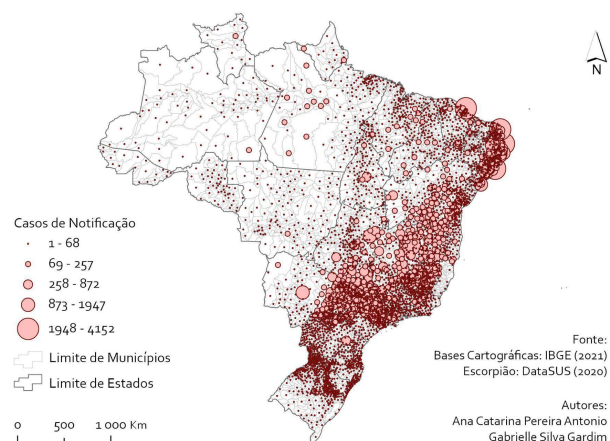 N
Casos de Notificação
1 - 68
69 - 257
258 - 872
873 - 1947
1948 - 4152
Limite de Municípios
Limite de Estados
0 500 1 000 Km
Fonte:
Bases Cartográficas: IBGE (2021)
Escorpião: DataSUS (2020)
Autores:
Ana Catarina Pereira Antonio
Gabrielle Silva Gardim